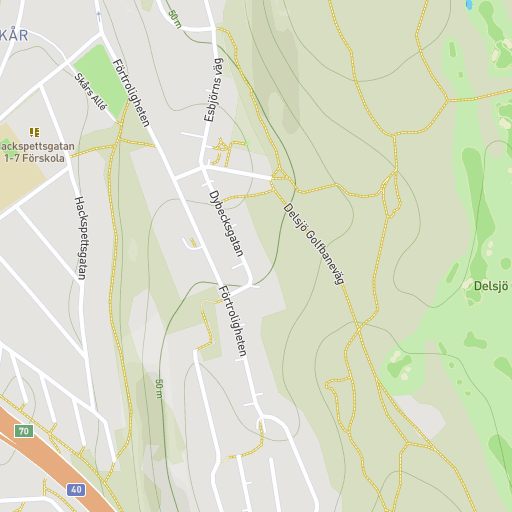 50 m
KÅR
Förtroligheten
Skårs Allé
Esbjörns väg
Hackspettsgatan
1-7 Förskola
Hackspettsgatan
Dybecksgatan
Delsjö Golfbaneväg
Delsjö
Förtroligheten
50 m
70
40